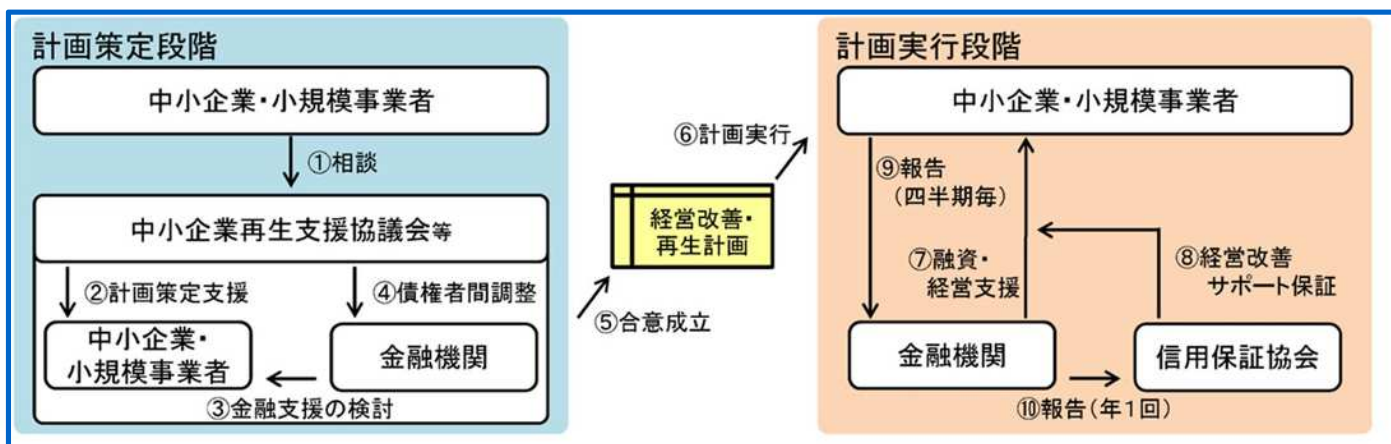 計画策定段階
中小企業・小規模事業者
①相談
中小企業再生支援協議会等
②計画策定支援
④債権者間調整
中小企業・
小規模事業者
金融機関
③金融支援の検討
⑤合意成立
経営改善・
再生計画
⑥計画実行
計画実行段階
中小企業・小規模事業者
⑨報告
(四半期毎)
⑦融資・
経営支援
⑧経営改善
サポート保証
金融機関
信用保証協会
⑩報告(年1回)